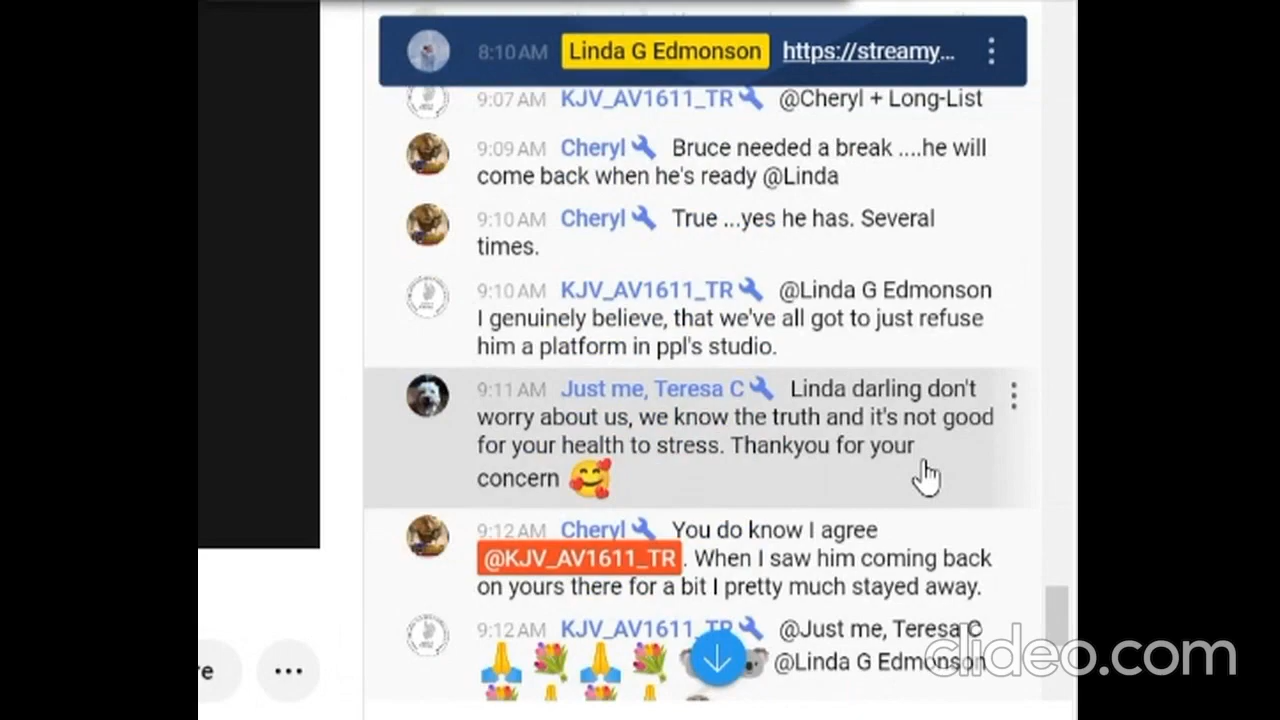 8:10 AM Linda G Edmonson https://streamy...
9:07 AM KJV_AV1611_TR @Cheryl + Long-List
9:09 AM Cheryl Bruce needed a break ....he will
come back when he's ready @Linda
9:10 AM Cheryl True ...yes he has. Several
times.
9:10 AM KJV_AV1611_TR @Linda G Edmonson
I genuinely believe, that we've all got to just refuse
him a platform in ppl's studio.
9:11 AM Just me, Teresa C Linda darling don't
worry about us, we know the truth and it's not good
for your health to stress. Thankyou for your
concern 🥰
9:12 AM Cheryl You do know I agree
@KJV_AV1611_TR. When I saw him coming back
on yours there for a bit I pretty much stayed away.
9:12 AM KJV_AV1611_TR @Just me, Teresa C
🙏💐🙏💐🐨🐨 @Linda G Edmonson
re ...
clideo.com